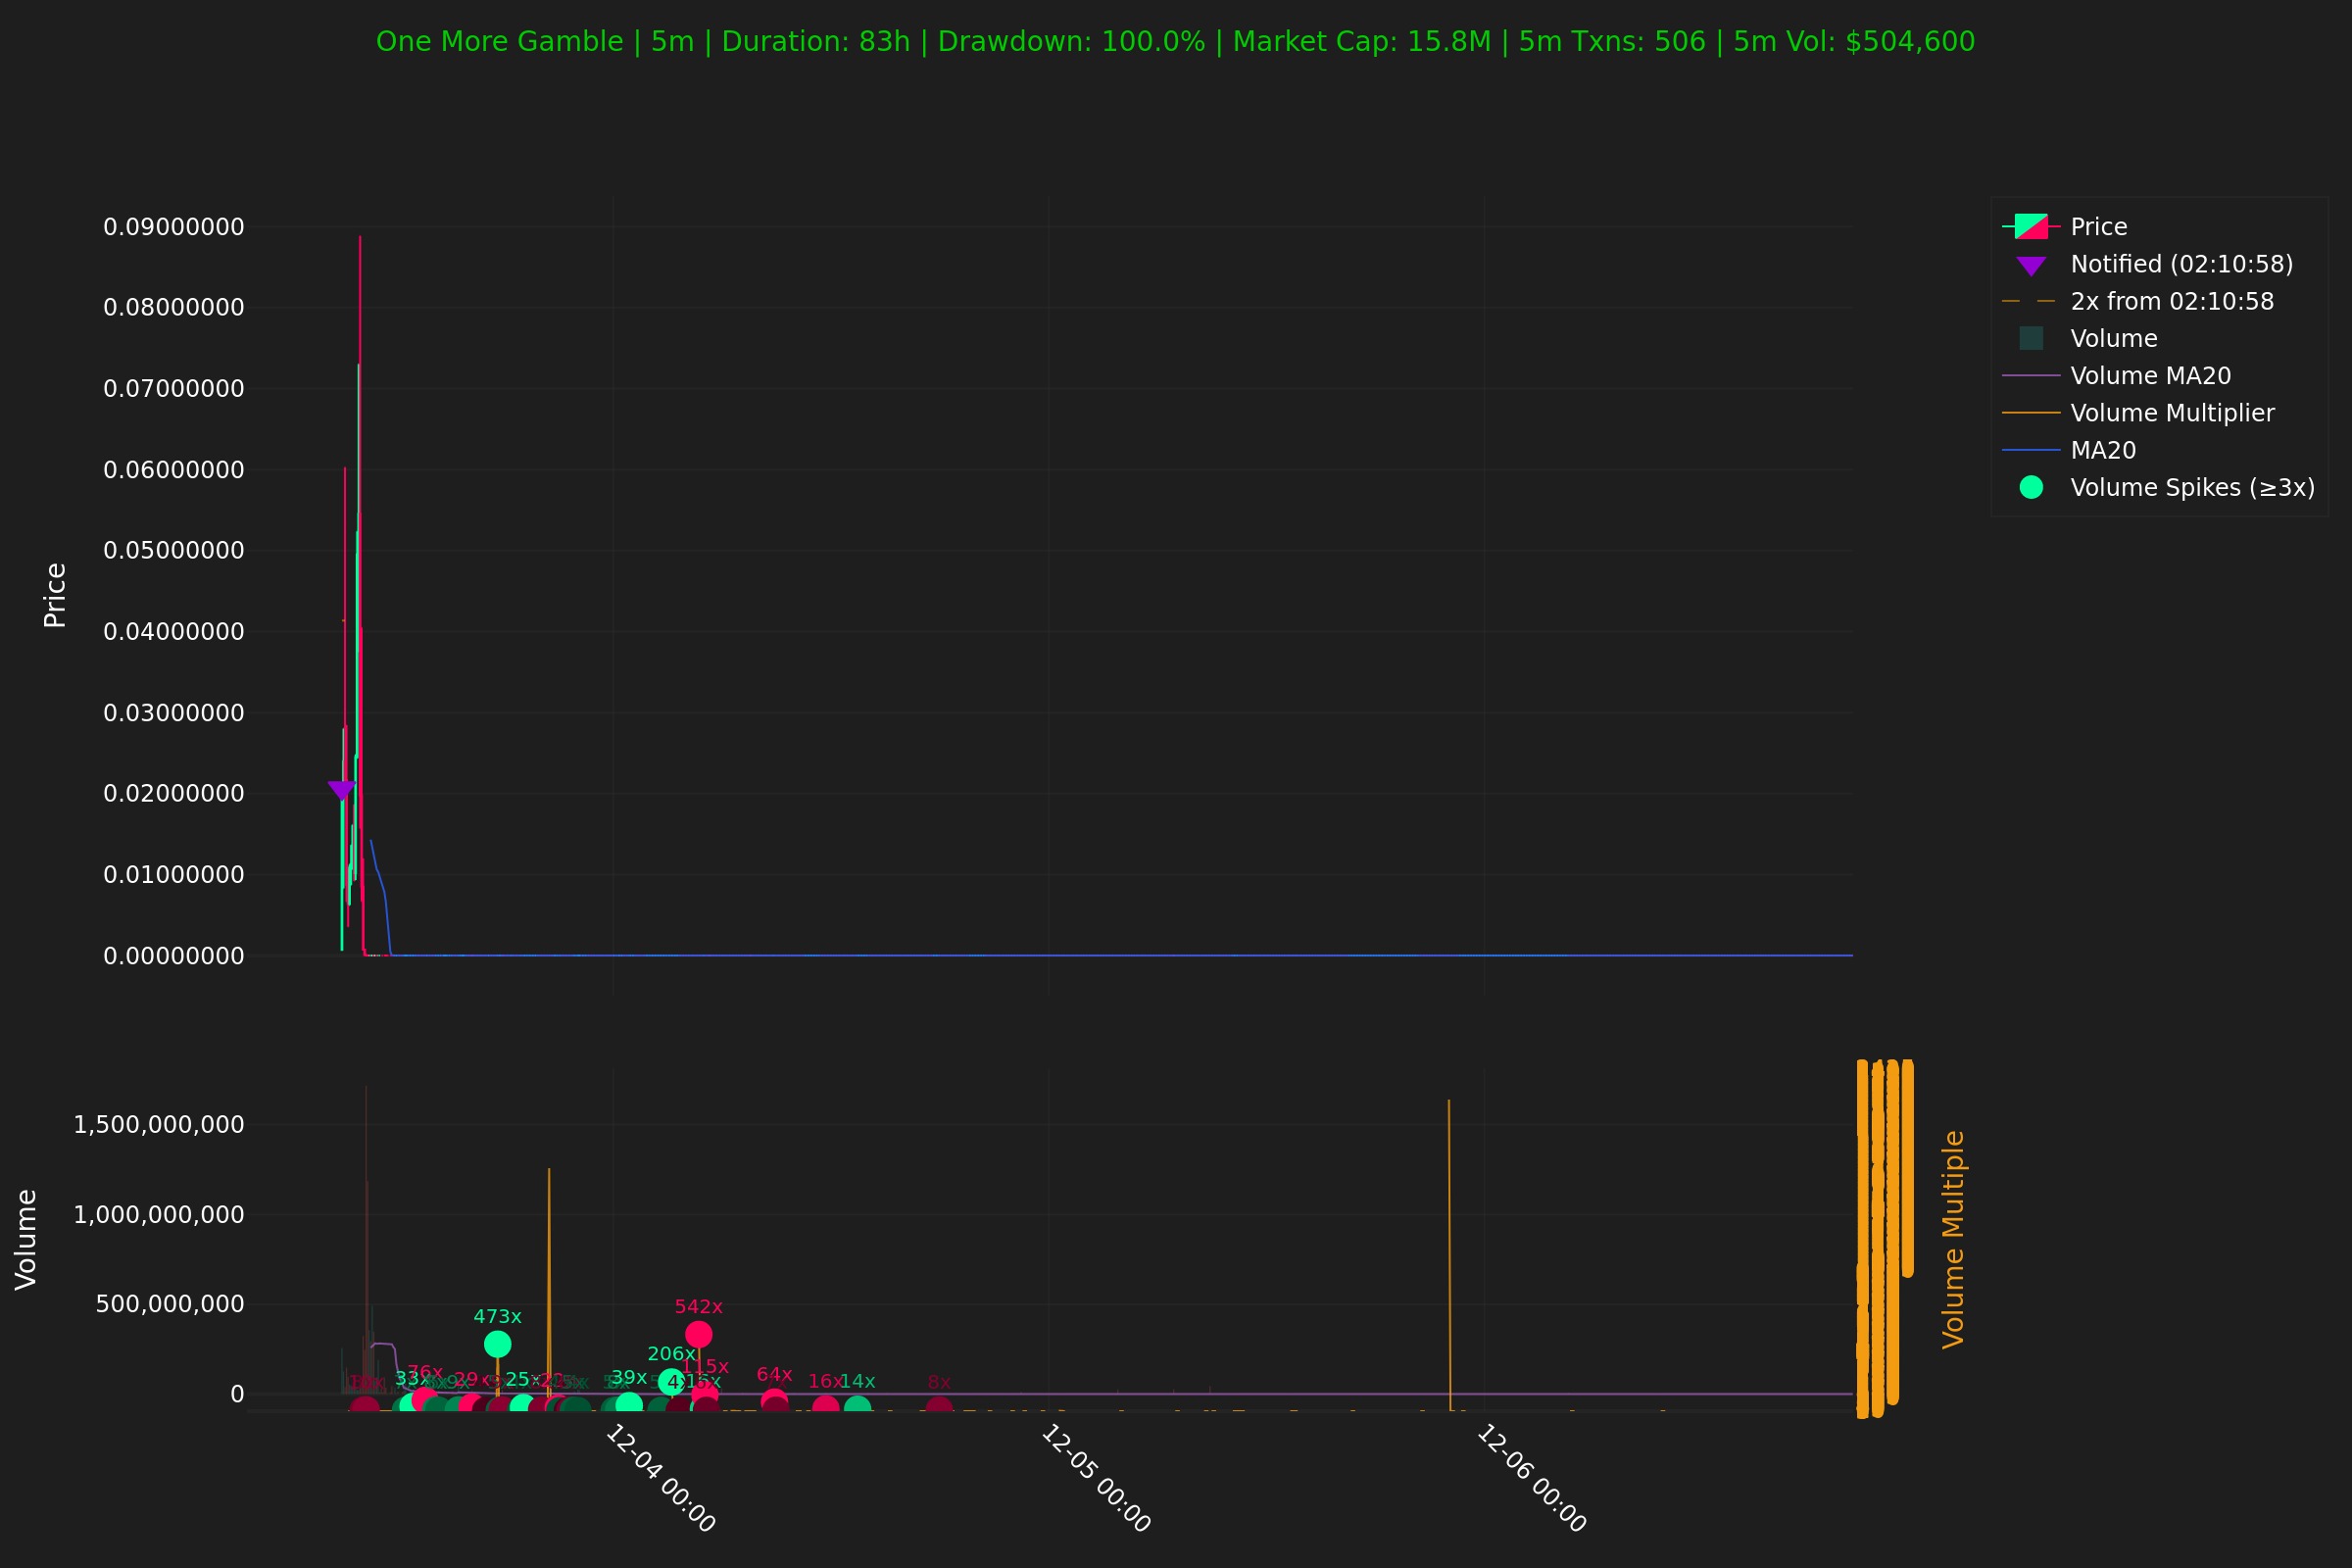 One More Gamble | 5m | Duration: 83h | Drawdown: 100.0% | Market Cap: 15.8M | 5m Txns: 506 | 5m Vol: $504,600
Price
0.09000000
0.08000000
0.07000000
0.06000000
0.05000000
0.04000000
0.03000000
0.02000000
0.01000000
0.00000000
Price
Notified (02:10:58)
2x from 02:10:58
Volume
Volume MA20
Volume Multiplier
MA20
Volume Spikes (≥3x)
Volume
1,500,000,000
1,000,000,000
500,000,000
0
473x
542x
206x
115x
76x
33x
29x
25x
39x
64x
16x
14x
8x
Volume Multiple
12-04 00:00
12-05 00:00
12-06 00:00